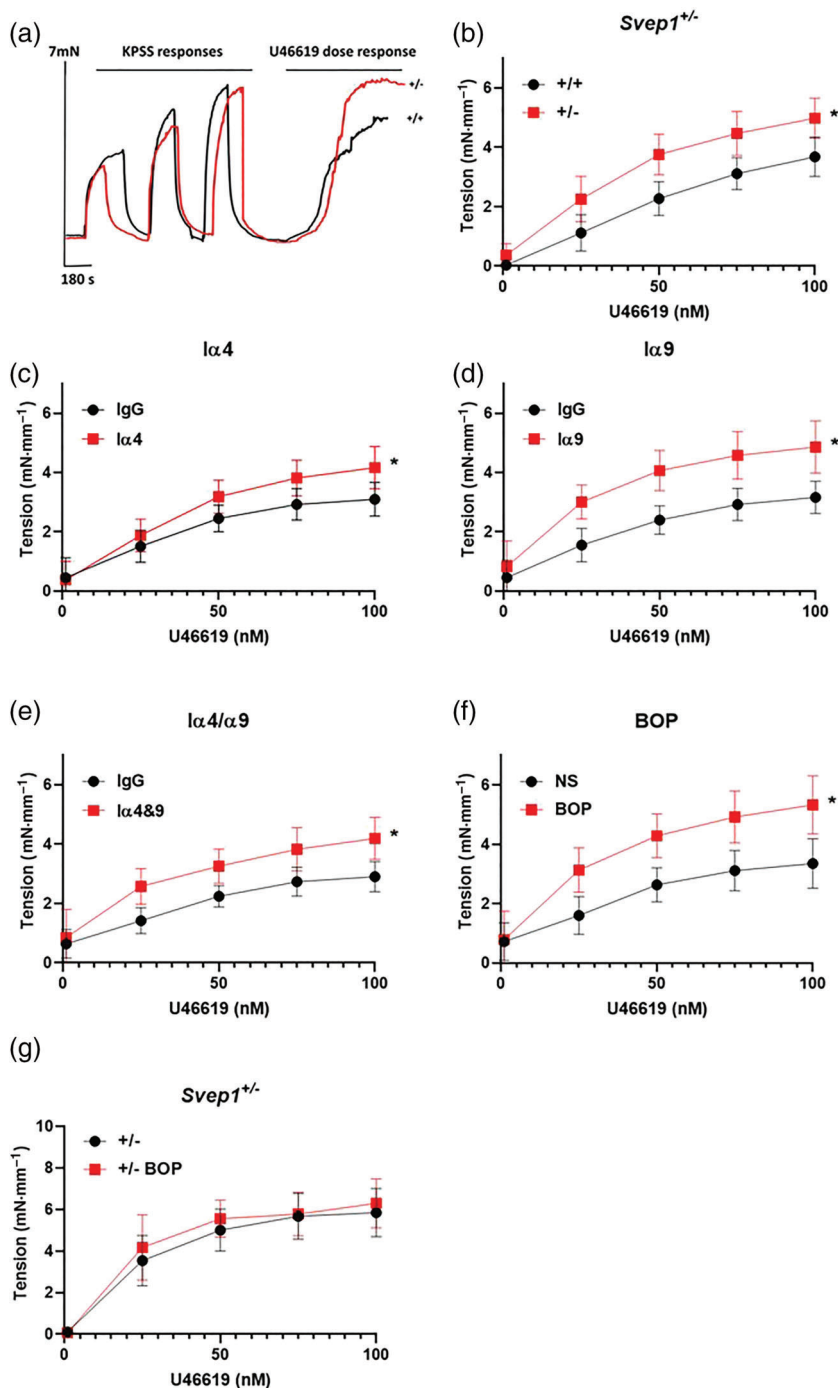 (a)
7mN
KPSS responses
U46619 dose response
+/-
+/+
180 s
(b)
Svep1+/-
+/+
+/-
Tension (mN·mm−1)
6
4
2
0
*
0
50
100
U46619 (nM)
(c)
Iα4
IgG
Iα4
Tension (mN·mm−1)
6
4
2
0
*
0
50
100
U46619 (nM)
(d)
Iα9
IgG
Iα9
Tension (mN·mm−1)
6
4
2
0
*
0
50
100
U46619 (nM)
(e)
Iα4/α9
IgG
Iα4&9
Tension (mN·mm−1)
6
4
2
0
*
0
50
100
U46619 (nM)
(f)
BOP
NS
BOP
Tension (mN·mm−1)
6
4
2
0
*
0
50
100
U46619 (nM)
(g)
Svep1+/-
+/-
+/- BOP
Tension (mN·mm−1)
10
8
6
4
2
0
0
50
100
U46619 (nM)